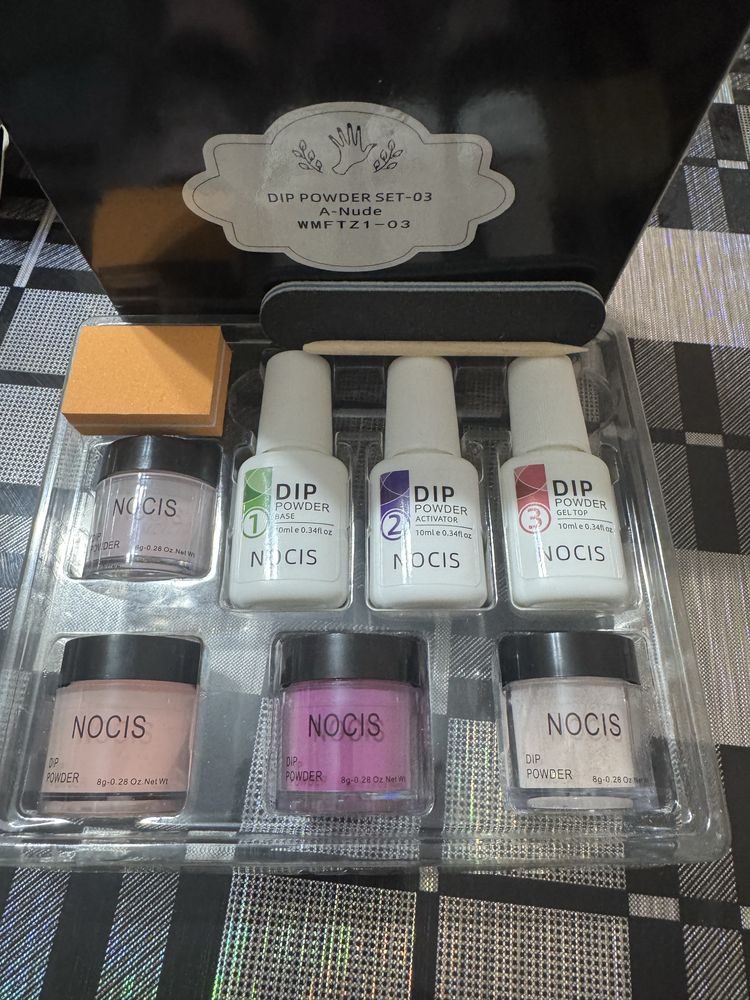 DIP POWDER SET-03
A-Nude
WMFTZ1-03
NOCIS
DIP
POWDER
8g-0.28 Oz.Net Wt
1
DIP
POWDER
BASE
10ml e 0.34fl oz
NOCIS
2
DIP
POWDER
ACTIVATOR
10ml e 0.34fl oz
NOCIS
3
DIP
POWDER
GEL TOP
10ml e 0.34fl oz
NOCIS
NOCIS
DIP
POWDER
8g-0.28 Oz.Net Wt
NOCIS
DIP
POWDER
8g-0.28 Oz.Net Wt
NOCIS
DIP
POWDER
8g-0.28 Oz.Net Wt